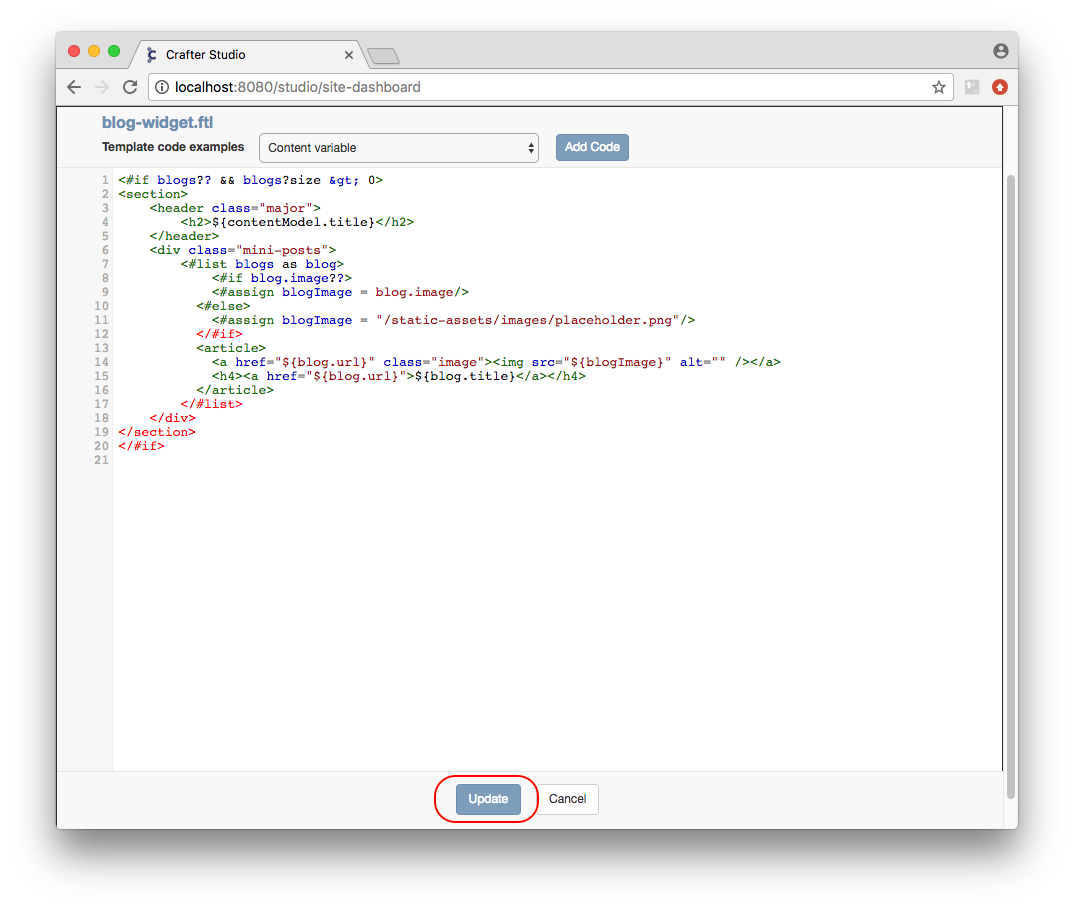 Crafter Studio
localhost:8080/studio/site-dashboard
blog-widget.ftl
Template code examples Content variable Add Code
1 <#if blogs?? && blogs?size &gt; 0>
2 <section>
3     <header class="major">
4         <h2>${contentModel.title}</h2>
5     </header>
6     <div class="mini-posts">
7         <#list blogs as blog>
8             <#if blog.image??>
9             <#assign blogImage = blog.image/>
10           <#else>
11             <#assign blogImage = "/static-assets/images/placeholder.png"/>
12           </#if>
13           <article>
14             <a href="${blog.url}" class="image"><img src="${blogImage}" alt="" /></a>
15             <h4><a href="${blog.url}">${blog.title}</a></h4>
16           </article>
17         </#list>
18     </div>
19 </section>
20 </#if>
21
Update Cancel